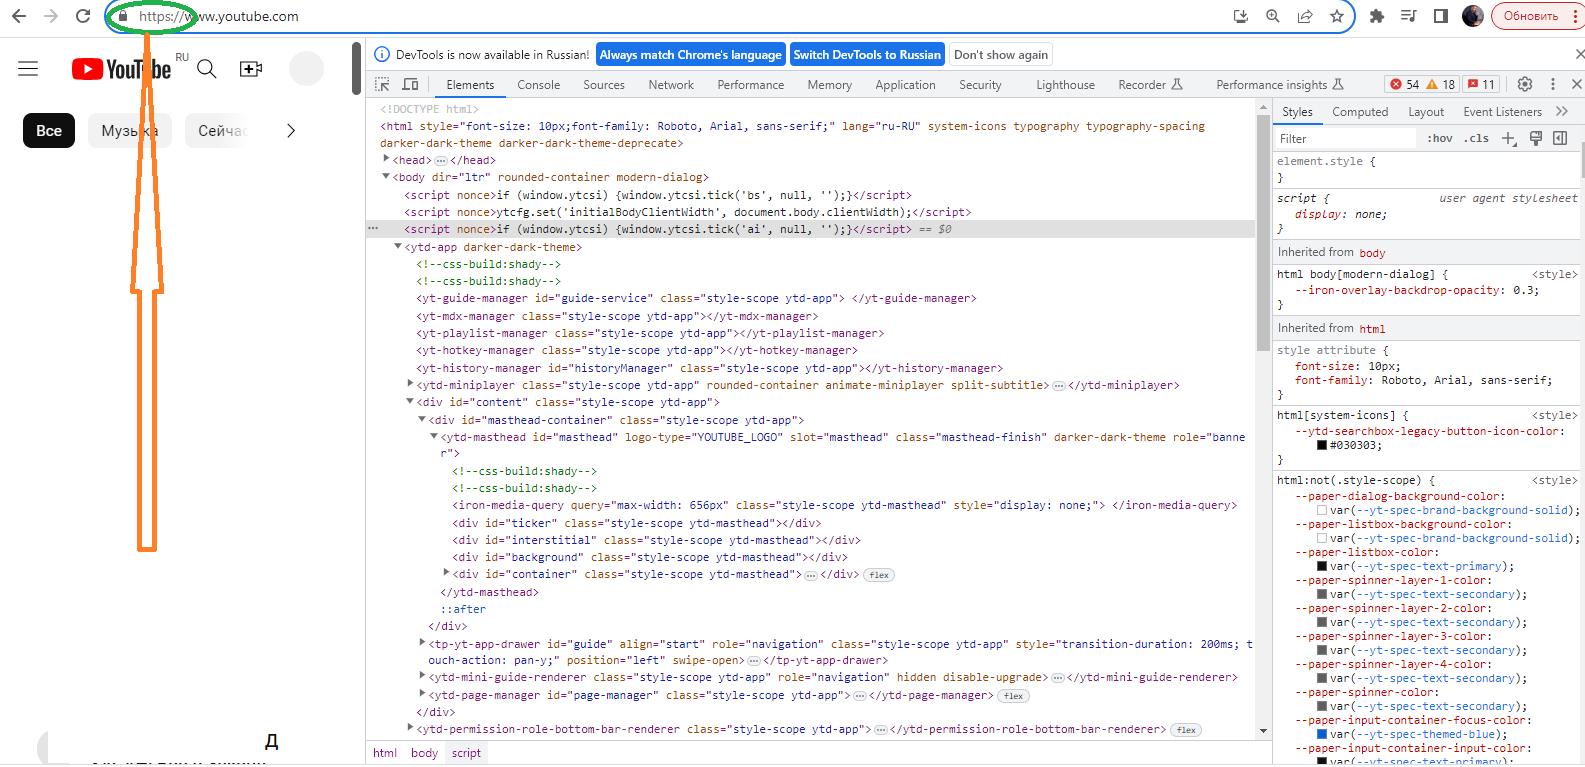 https://www.youtube.com
Обновить
YouTube RU
Все
Музыка
Сейчас
DevTools is now available in Russian!
Always match Chrome's language
Switch DevTools to Russian
Don't show again
Elements
Console
Sources
Network
Performance
Memory
Application
Security
Lighthouse
Recorder
Performance insights
54
18
11
<!DOCTYPE html>
<html style="font-size: 10px;font-family: Roboto, Arial, sans-serif;" lang="ru-RU" system-icons typography typography-spacing
darker-dark-theme darker-dark-theme-deprecate>
<head>…</head>
<body dir="ltr" rounded-container modern-dialog>
<script nonce>if (window.ytcsi) {window.ytcsi.tick('bs', null, '');}</script>
<script nonce>ytcfg.set('initialBodyClientWidth', document.body.clientWidth);</script>
<script nonce>if (window.ytcsi) {window.ytcsi.tick('ai', null, '');}</script> == $0
<ytd-app darker-dark-theme>
<!--css-build:shady-->
<!--css-build:shady-->
<yt-guide-manager id="guide-service" class="style-scope ytd-app"> </yt-guide-manager>
<yt-mdx-manager class="style-scope ytd-app"></yt-mdx-manager>
<yt-playlist-manager class="style-scope ytd-app"></yt-playlist-manager>
<yt-hotkey-manager class="style-scope ytd-app"></yt-hotkey-manager>
<yt-history-manager id="historyManager" class="style-scope ytd-app"></yt-history-manager>
<ytd-miniplayer class="style-scope ytd-app" rounded-container animate-miniplayer split-subtitle>…</ytd-miniplayer>
<div id="content" class="style-scope ytd-app">
<div id="masthead-container" class="style-scope ytd-app">
<ytd-masthead id="masthead" logo-type="YOUTUBE_LOGO" slot="masthead" class="masthead-finish" darker-dark-theme role="banne
r">
<!--css-build:shady-->
<!--css-build:shady-->
<iron-media-query query="max-width: 656px" class="style-scope ytd-masthead" style="display: none;"> </iron-media-query>
<div id="ticker" class="style-scope ytd-masthead"></div>
<div id="interstitial" class="style-scope ytd-masthead"></div>
<div id="background" class="style-scope ytd-masthead"></div>
<div id="container" class="style-scope ytd-masthead">…</div> flex
</ytd-masthead>
::after
</div>
<tp-yt-app-drawer id="guide" align="start" role="navigation" class="style-scope ytd-app" style="transition-duration: 200ms; t
ouch-action: pan-y;" position="left" swipe-open>…</tp-yt-app-drawer>
<ytd-mini-guide-renderer class="style-scope ytd-app" role="navigation" hidden disable-upgrade>…</ytd-mini-guide-renderer>
<ytd-page-manager id="page-manager" class="style-scope ytd-app">…</ytd-page-manager> flex
</div>
<ytd-permission-role-bottom-bar-renderer class="style-scope ytd-app">…</ytd-permission-role-bottom-bar-renderer> flex
html body script
Styles
Computed
Layout
Event Listeners
Filter
:hov .cls
element.style {
}
script { user agent stylesheet
display: none;
}
Inherited from body
html body[modern-dialog] { <style>
--iron-overlay-backdrop-opacity: 0.3;
}
Inherited from html
style attribute {
font-size: 10px;
font-family: Roboto, Arial, sans-serif;
}
html[system-icons] { <style>
--ytd-searchbox-legacy-button-icon-color:
#030303;
}
html:not(.style-scope) { <style>
--paper-dialog-background-color:
var(--yt-spec-brand-background-solid);
--paper-listbox-background-color:
var(--yt-spec-brand-background-solid);
--paper-listbox-color:
var(--yt-spec-text-primary);
--paper-spinner-layer-1-color:
var(--yt-spec-text-secondary);
--paper-spinner-layer-2-color:
var(--yt-spec-text-secondary);
--paper-spinner-layer-3-color:
var(--yt-spec-text-secondary);
--paper-spinner-layer-4-color:
var(--yt-spec-text-secondary);
--paper-spinner-color:
var(--yt-spec-text-secondary);
--paper-input-container-focus-color:
var(--yt-spec-themed-blue);
--paper-input-container-input-color:
var(--yt-spec-text-primary);
Д